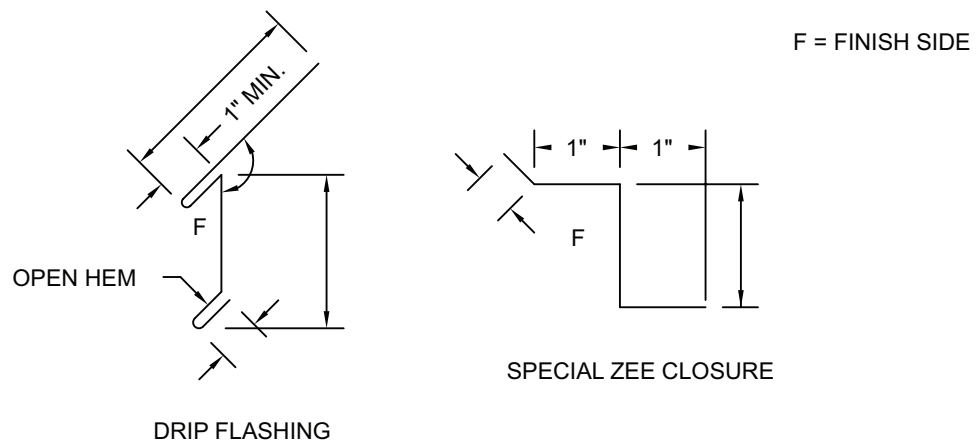 F = FINISH SIDE
1" MIN.
1"
1"
F
F
OPEN HEM
SPECIAL ZEE CLOSURE
DRIP FLASHING